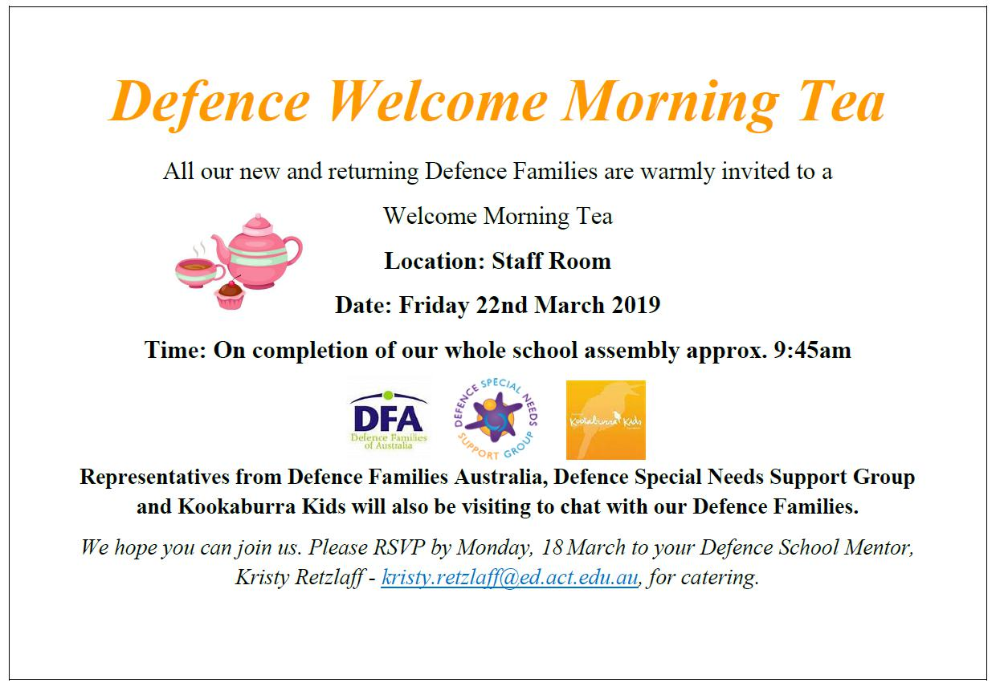 Defence Welcome Morning Tea
All our new and returning Defence Families are warmly invited to a
Welcome Morning Tea
Location: Staff Room
Date: Friday 22nd March 2019
Time: On completion of our whole school assembly approx. 9:45am
DFA
Defence Families
of Australia
DEFENCE SPECIAL NEEDS
SUPPORT GROUP
Kookaburra Kids
Representatives from Defence Families Australia, Defence Special Needs Support Group
and Kookaburra Kids will also be visiting to chat with our Defence Families.
We hope you can join us. Please RSVP by Monday, 18 March to your Defence School Mentor,
Kristy Retzlaff - kristy.retzlaff@ed.act.edu.au, for catering.